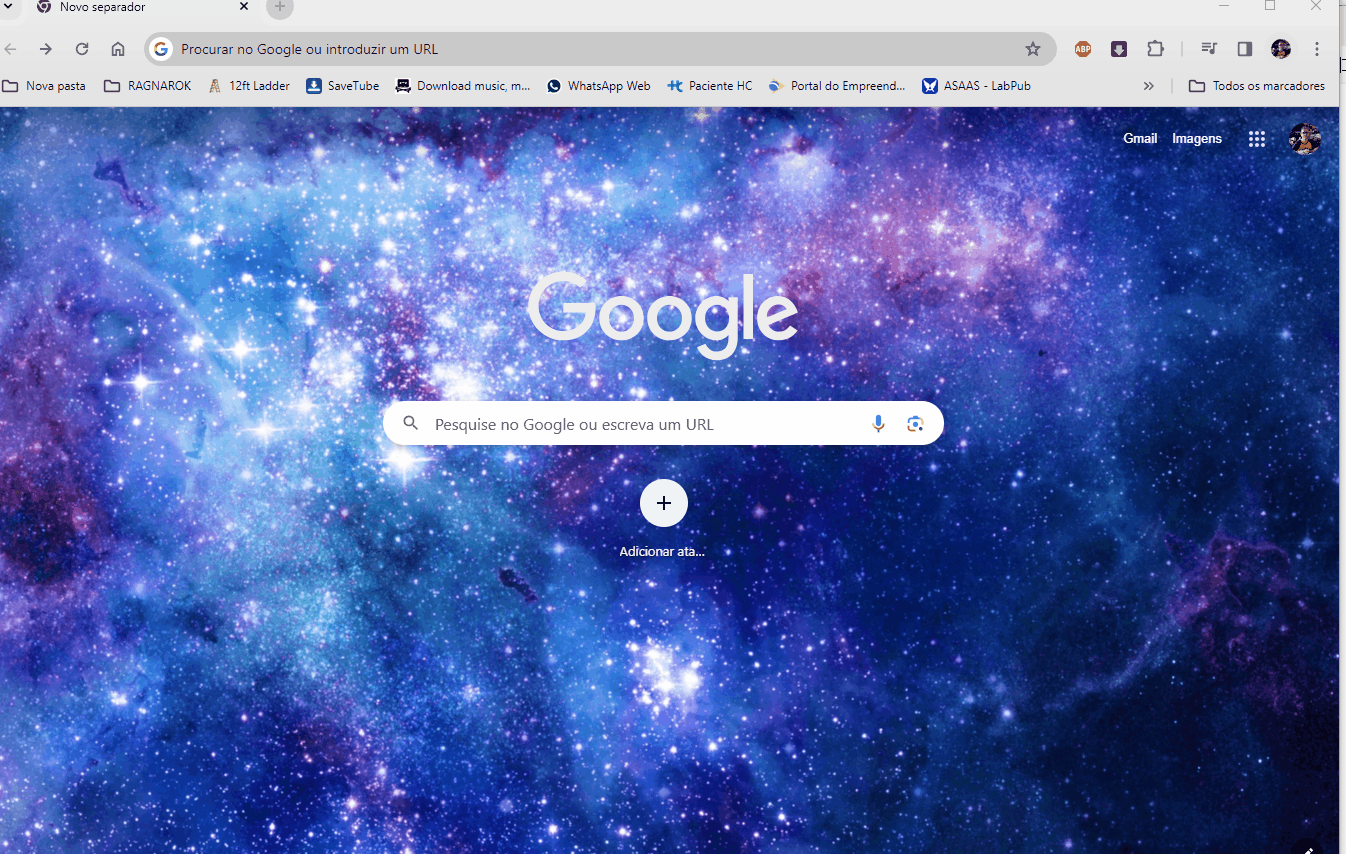 Novo separador
Procurar no Google ou introduzir um URL
ABP
Nova pasta RAGNAROK 12ft Ladder SaveTube Download music, m... WhatsApp Web Paciente HC Portal do Empreend... ASAAS - LabPub » Todos os marcadores
Gmail Imagens
Google
Pesquise no Google ou escreva um URL
Adicionar ata...